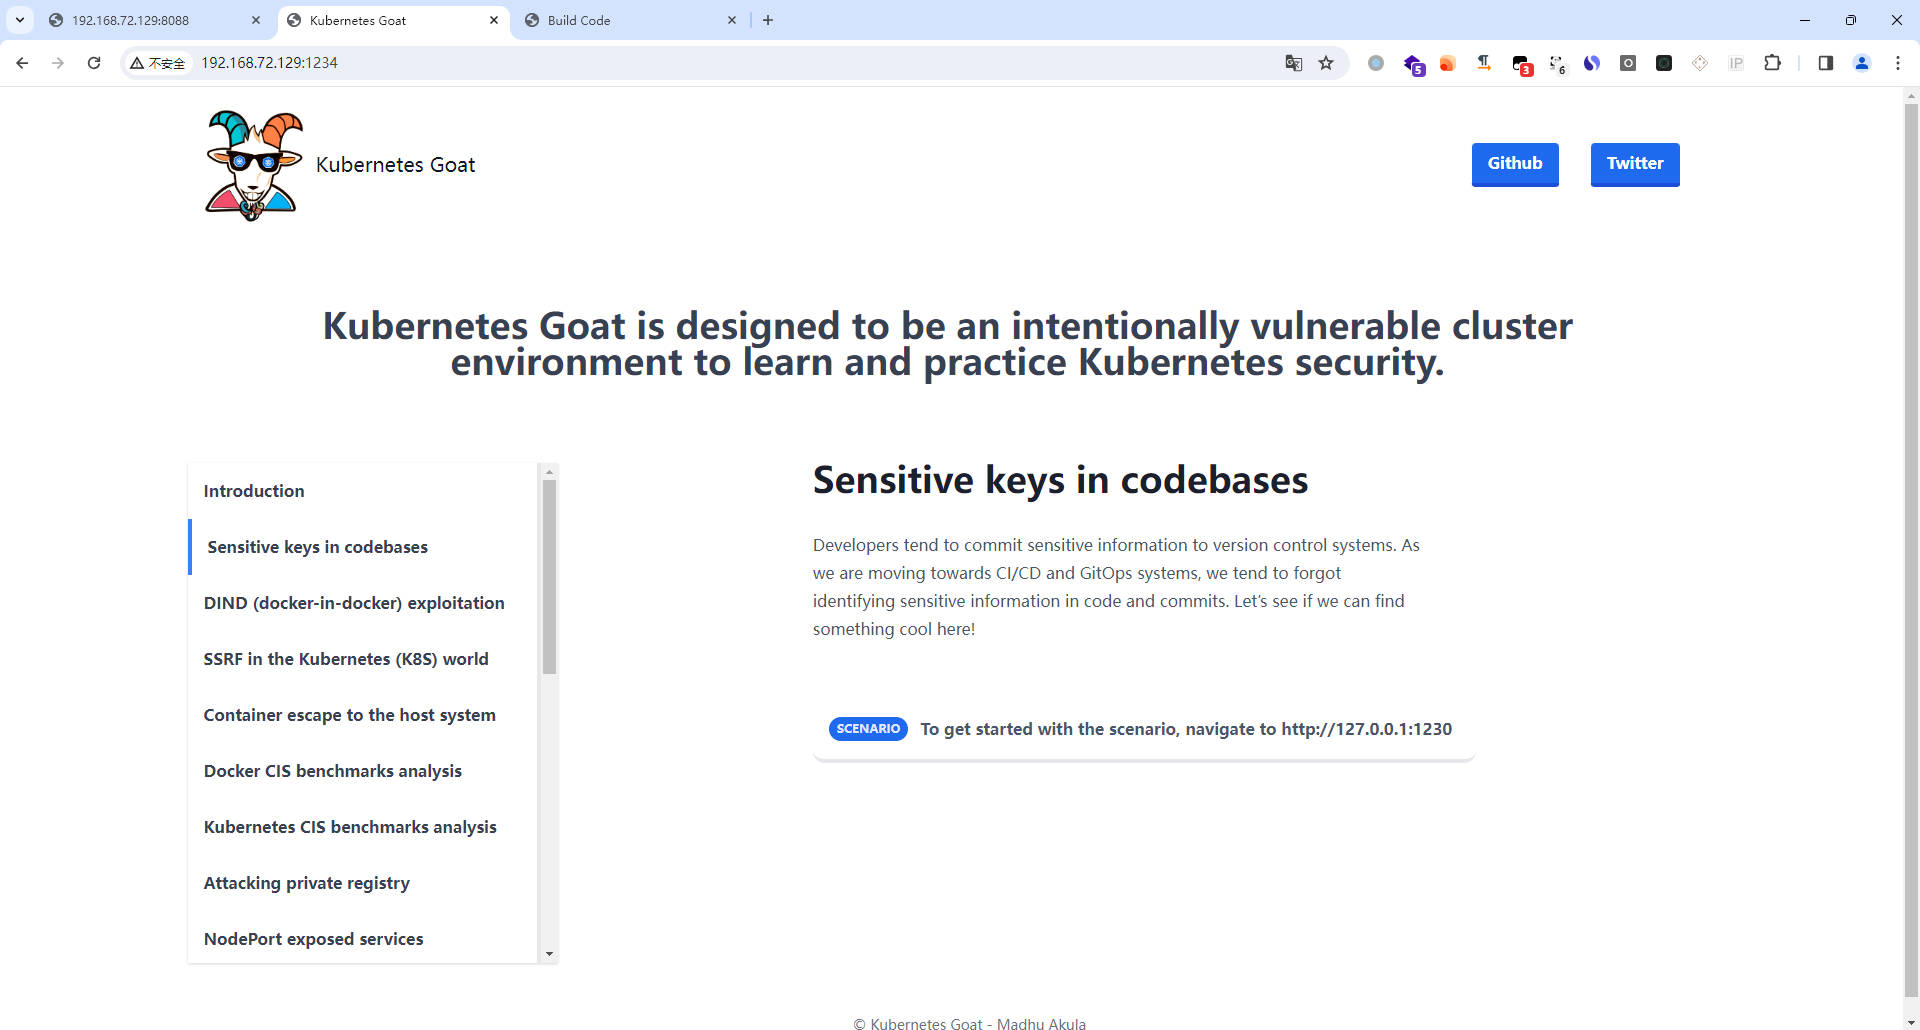 192.168.72.129:8088
Kubernetes Goat
Build Code
不安全
192.168.72.129:1234
5
3
6
IP
Kubernetes Goat
Github
Twitter
Kubernetes Goat is designed to be an intentionally vulnerable cluster
environment to learn and practice Kubernetes security.
Introduction
Sensitive keys in codebases
DIND (docker-in-docker) exploitation
SSRF in the Kubernetes (K8S) world
Container escape to the host system
Docker CIS benchmarks analysis
Kubernetes CIS benchmarks analysis
Attacking private registry
NodePort exposed services
Sensitive keys in codebases
Developers tend to commit sensitive information to version control systems. As
we are moving towards CI/CD and GitOps systems, we tend to forgot
identifying sensitive information in code and commits. Let's see if we can find
something cool here!
SCENARIO To get started with the scenario, navigate to http://127.0.0.1:1230
© Kubernetes Goat - Madhu Akula